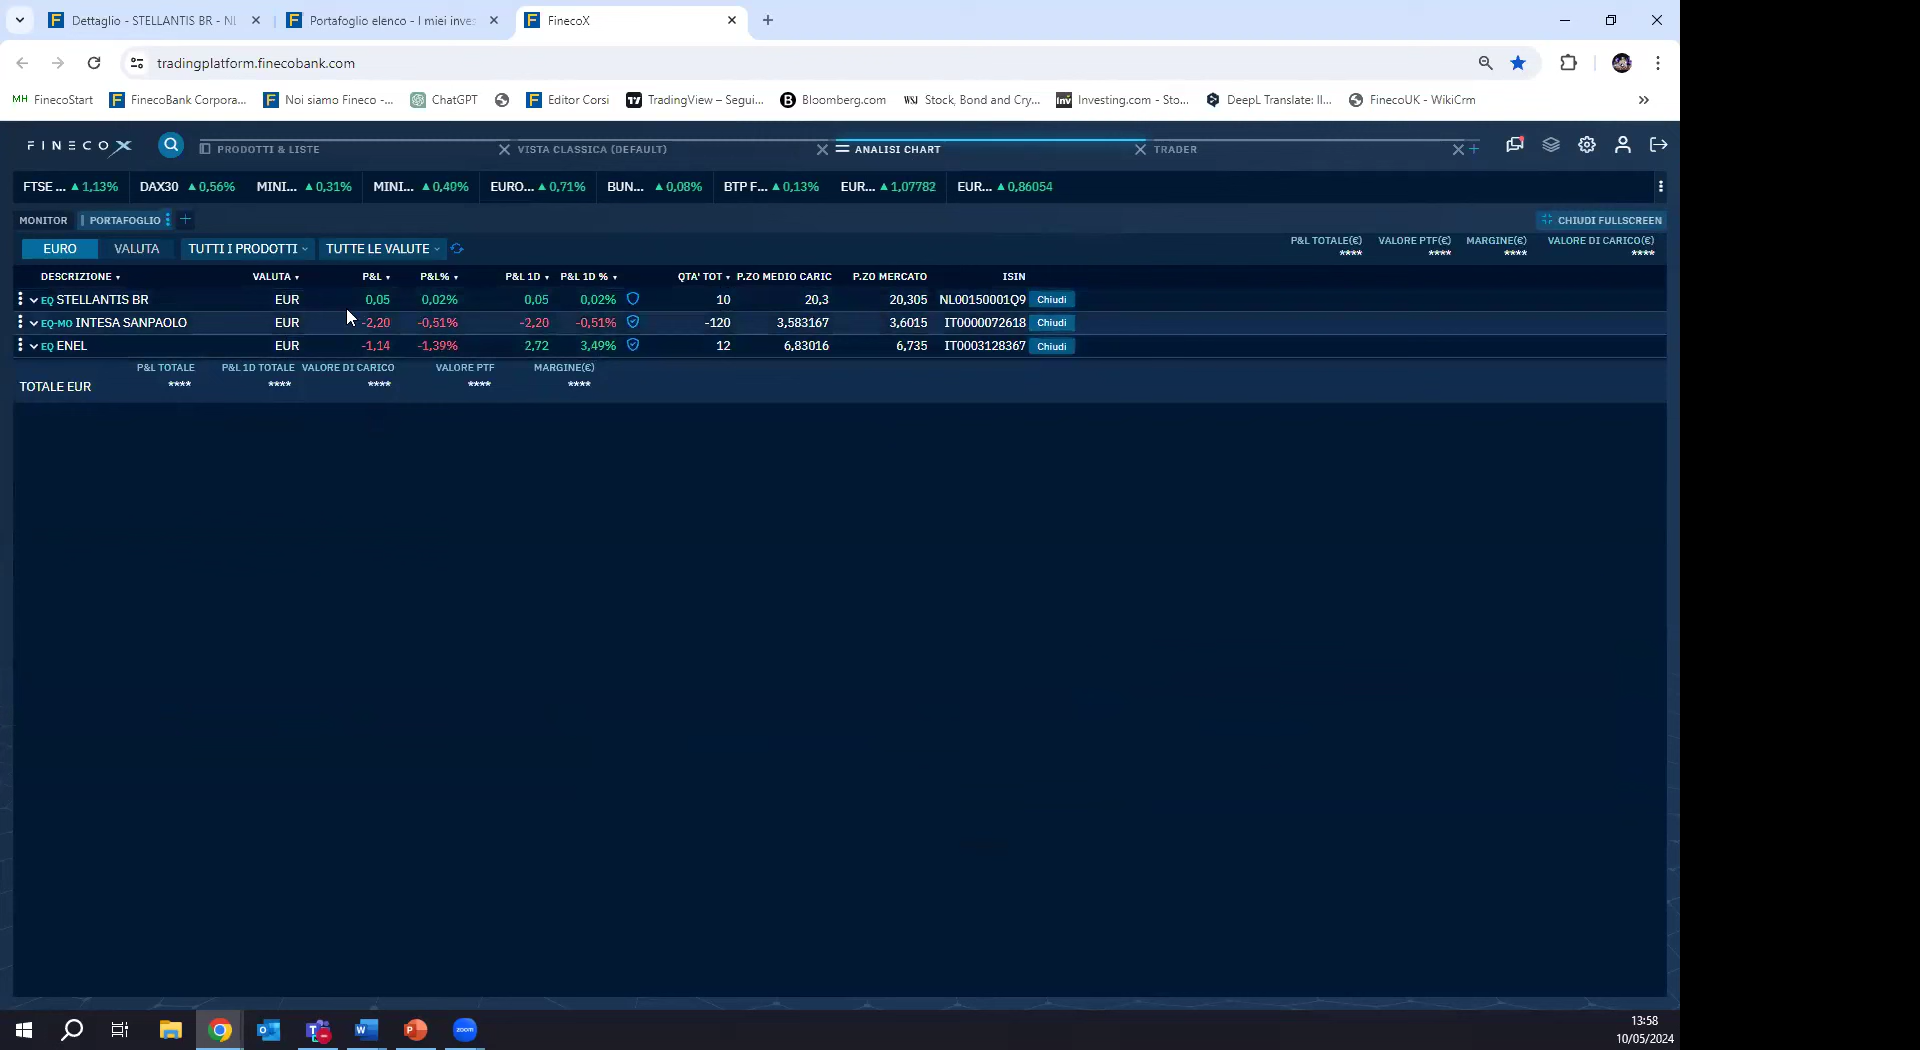 Dettaglio - STELLANTIS BR - NL
Portafoglio elenco - I miei inves
FinecoX
tradingplatform.finecobank.com
MH FinecoStart
FinecoBank Corpora...
Noi siamo Fineco -...
ChatGPT
Editor Corsi
TradingView – Segui...
Bloomberg.com
WSJ Stock, Bond and Cry...
Inv Investing.com - Sto...
DeepL Translate: Il...
FinecoUK - WikiCrm
FINECOX
PRODOTTI & LISTE
VISTA CLASSICA (DEFAULT)
ANALISI CHART
TRADER
FTSE ... ▲ 1,13%
DAX30 ▲ 0,56%
MINI... ▲ 0,31%
MINI... ▲ 0,49%
EURO... ▲ 0,71%
BUN... ▲ 0,08%
BTP F... ▲ 0,13%
EUR... ▲ 1,07782
EUR... ▲ 0,86054
MONITOR
PORTAFOGLIO
CHIUDI FULLSCREEN
EURO
VALUTA
TUTTI I PRODOTTI
TUTTE LE VALUTE
P&L TOTALE(€) VALORE PTF(€) MARGINE(€) VALORE DI CARICO(€)
**** **** **** ****
DESCRIZIONE VALUTA P&L P&L% P&L 1D P&L 1D % QTA' TOT P.ZO MEDIO CARIC P.ZO MERCATO ISIN
EQ STELLANTIS BR EUR 0,05 0,02% 0,05 0,02% 10 20,3 20,305 NL00150001Q9 Chiudi
EQ-MO INTESA SANPAOLO EUR -2,20 -0,51% -2,20 -0,51% -120 3,583167 3,6015 IT0000072618 Chiudi
EQ ENEL EUR -1,14 -1,39% 2,72 3,49% 12 6,83016 6,735 IT0003128367 Chiudi
P&L TOTALE P&L 1D TOTALE VALORE DI CARICO VALORE PTF MARGINE(€)
TOTALE EUR **** **** **** **** ****
zoom
13:58
10/05/2024